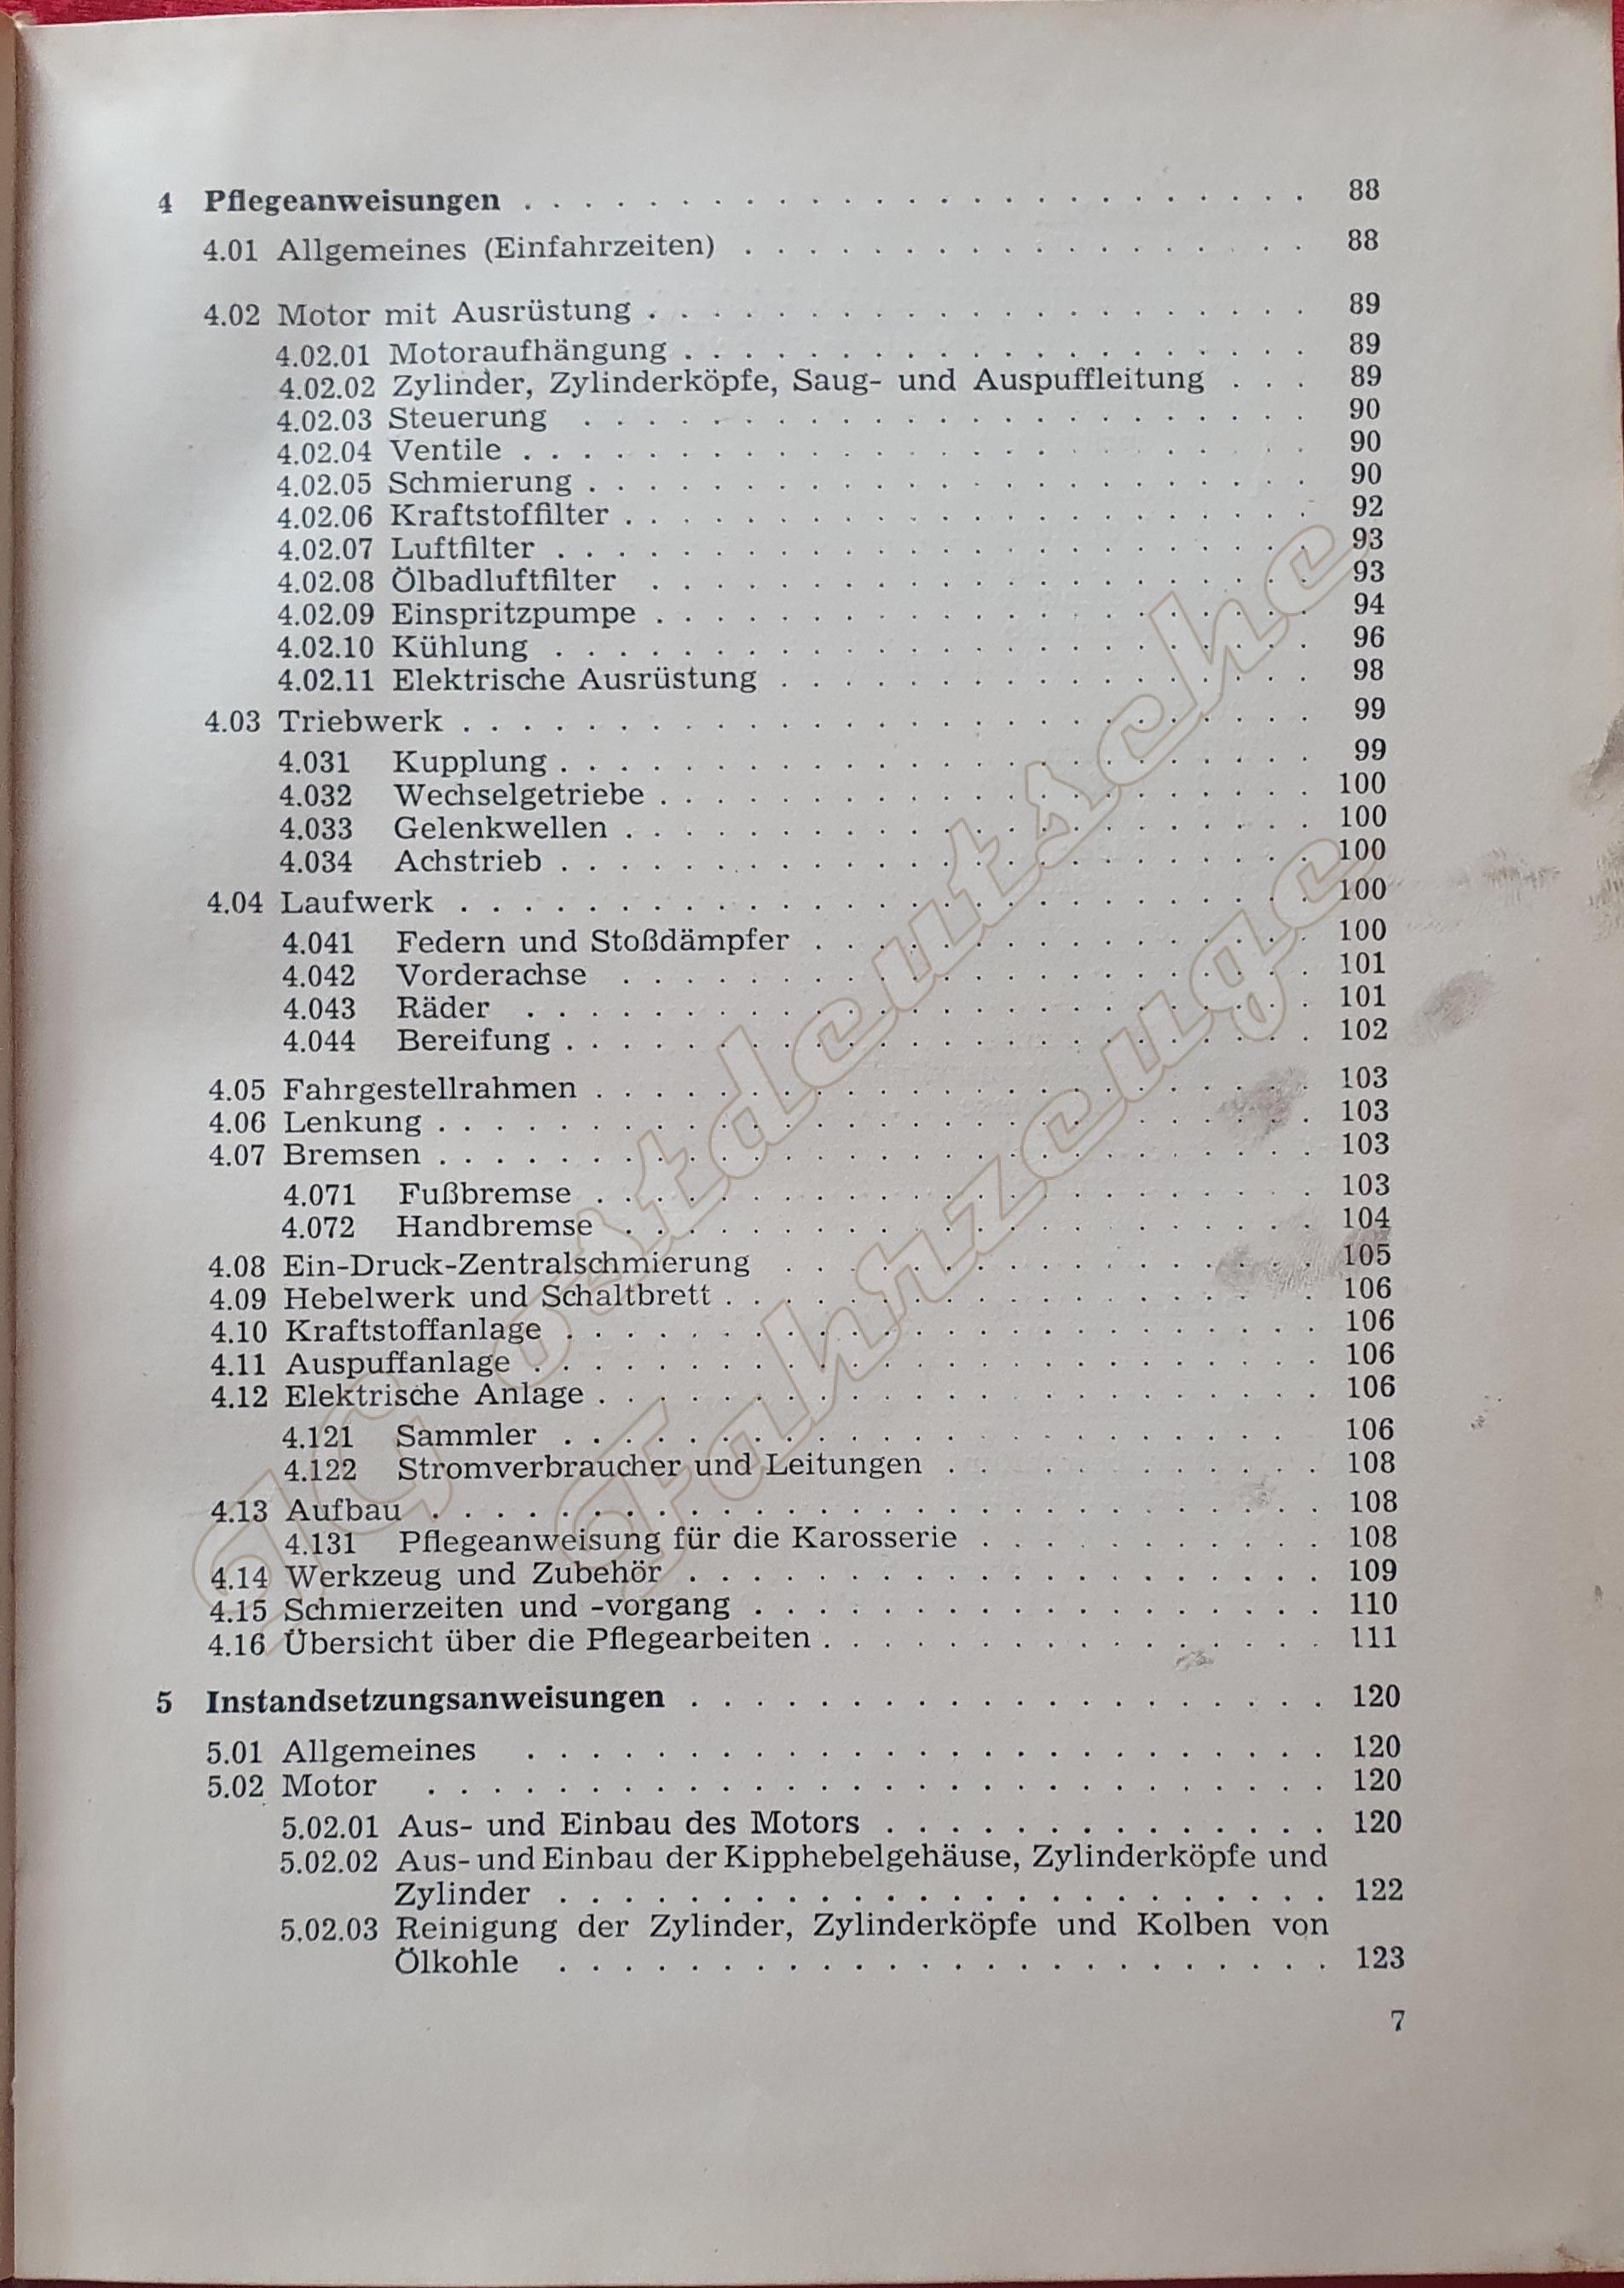 4 Pflegeanweisungen . . . . . . . . . . . . . . . . . . . . . . . . . 88
4.01 Allgemeines (Einfahrzeiten) . . . . . . . . . . . . . . . . . . 88
4.02 Motor mit Ausrüstung . . . . . . . . . . . . . . . . . . . . . 89
4.02.01 Motoraufhängung . . . . . . . . . . . . . . . . . . . . 89
4.02.02 Zylinder, Zylinderköpfe, Saug- und Auspuffleitung . . . 89
4.02.03 Steuerung . . . . . . . . . . . . . . . . . . . . . . . 90
4.02.04 Ventile . . . . . . . . . . . . . . . . . . . . . . . . . 90
4.02.05 Schmierung . . . . . . . . . . . . . . . . . . . . . . . 90
4.02.06 Kraftstoffilter . . . . . . . . . . . . . . . . . . . . . . 92
4.02.07 Luftfilter . . . . . . . . . . . . . . . . . . . . . . . . 93
4.02.08 Ölbadluftfilter . . . . . . . . . . . . . . . . . . . . . 93
4.02.09 Einspritzpumpe . . . . . . . . . . . . . . . . . . . . . 94
4.02.10 Kühlung . . . . . . . . . . . . . . . . . . . . . . . . 96
4.02.11 Elektrische Ausrüstung . . . . . . . . . . . . . . . . . 98
4.03 Triebwerk . . . . . . . . . . . . . . . . . . . . . . . . . . . 99
4.031 Kupplung . . . . . . . . . . . . . . . . . . . . . . . . 99
4.032 Wechselgetriebe . . . . . . . . . . . . . . . . . . . . . 100
4.033 Gelenkwellen . . . . . . . . . . . . . . . . . . . . . . 100
4.034 Achstrieb . . . . . . . . . . . . . . . . . . . . . . . . 100
4.04 Laufwerk . . . . . . . . . . . . . . . . . . . . . . . . . . . 100
4.041 Federn und Stoßdämpfer . . . . . . . . . . . . . . . . 100
4.042 Vorderachse . . . . . . . . . . . . . . . . . . . . . . 101
4.043 Räder . . . . . . . . . . . . . . . . . . . . . . . . . 101
4.044 Bereifung . . . . . . . . . . . . . . . . . . . . . . . . 102
4.05 Fahrgestellrahmen . . . . . . . . . . . . . . . . . . . . . . . 103
4.06 Lenkung . . . . . . . . . . . . . . . . . . . . . . . . . . . . 103
4.07 Bremsen . . . . . . . . . . . . . . . . . . . . . . . . . . . . 103
4.071 Fußbremse . . . . . . . . . . . . . . . . . . . . . . . 103
4.072 Handbremse . . . . . . . . . . . . . . . . . . . . . . 104
4.08 Ein-Druck-Zentralschmierung . . . . . . . . . . . . . . . . . 105
4.09 Hebelwerk und Schaltbrett . . . . . . . . . . . . . . . . . . . 106
4.10 Kraftstoffanlage . . . . . . . . . . . . . . . . . . . . . . . . 106
4.11 Auspuffanlage . . . . . . . . . . . . . . . . . . . . . . . . . 106
4.12 Elektrische Anlage . . . . . . . . . . . . . . . . . . . . . . . 106
4.121 Sammler . . . . . . . . . . . . . . . . . . . . . . . 106
4.122 Stromverbraucher und Leitungen . . . . . . . . . . . 108
4.13 Aufbau . . . . . . . . . . . . . . . . . . . . . . . . . . . . 108
4.131 Pflegeanweisung für die Karosserie . . . . . . . . . . . 108
4.14 Werkzeug und Zubehör . . . . . . . . . . . . . . . . . . . . 109
4.15 Schmierzeiten und -vorgang . . . . . . . . . . . . . . . . . . 110
4.16 Übersicht über die Pflegearbeiten . . . . . . . . . . . . . . . . 111
5 Instandsetzungsanweisungen . . . . . . . . . . . . . . . . . . . . 120
5.01 Allgemeines . . . . . . . . . . . . . . . . . . . . . . . . . 120
5.02 Motor . . . . . . . . . . . . . . . . . . . . . . . . . . . . 120
5.02.01 Aus- und Einbau des Motors . . . . . . . . . . . . . . 120
5.02.02 Aus- und Einbau der Kipphebelgehäuse, Zylinderköpfe und
Zylinder . . . . . . . . . . . . . . . . . . . . . . . . 122
5.02.03 Reinigung der Zylinder, Zylinderköpfe und Kolben von
Ölkohle . . . . . . . . . . . . . . . . . . . . . . . . 123
7
IG ostdeutsche
Fahrzeuge